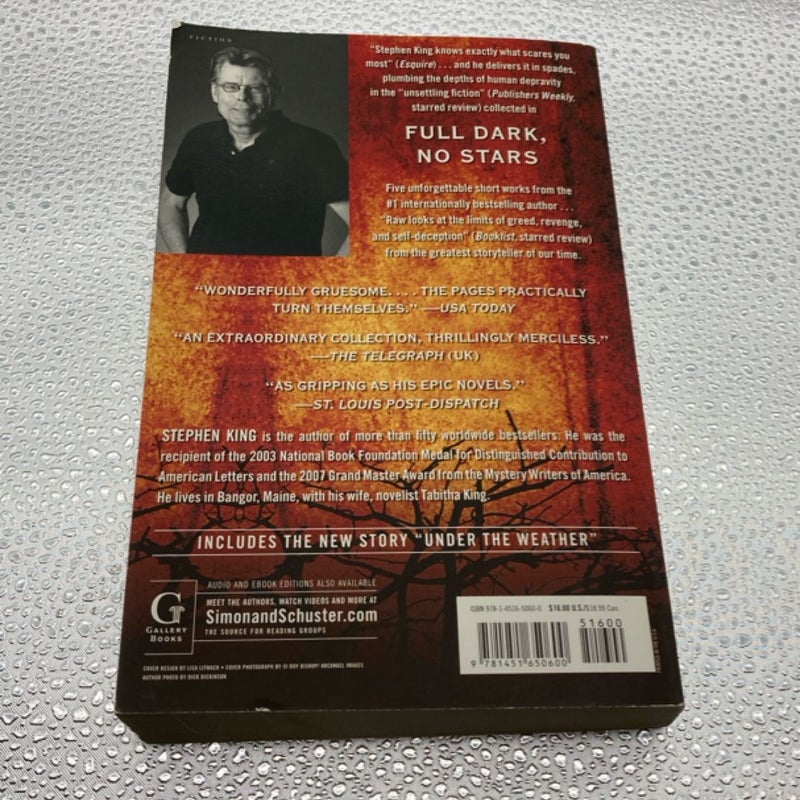 FICTION
"Stephen King knows exactly what scares you
most" (Esquire) . . . and he delivers it in spades,
plumbing the depths of human depravity
in the "unsettling fiction" (Publishers Weekly,
starred review) collected in
FULL DARK,
NO STARS
Five unforgettable short works from the
#1 internationally bestselling author . . .
"Raw looks at the limits of greed, revenge,
and self-deception" (Booklist, starred review)
from the greatest storyteller of our time.
"WONDERFULLY GRUESOME. . . . THE PAGES PRACTICALLY
TURN THEMSELVES." —USA TODAY
"AN EXTRAORDINARY COLLECTION, THRILLINGLY MERCILESS."
—THE TELEGRAPH (UK)
"AS GRIPPING AS HIS EPIC NOVELS."
—ST. LOUIS POST-DISPATCH
STEPHEN KING is the author of more than fifty worldwide bestsellers. He was the
recipient of the 2003 National Book Foundation Medal for Distinguished Contribution to
American Letters and the 2007 Grand Master Award from the Mystery Writers of America.
He lives in Bangor, Maine, with his wife, novelist Tabitha King.
INCLUDES THE NEW STORY "UNDER THE WEATHER"
G
GALLERY
BOOKS
AUDIO AND EBOOK EDITIONS ALSO AVAILABLE
MEET THE AUTHORS, WATCH VIDEOS AND MORE AT
SimonandSchuster.com
THE SOURCE FOR READING GROUPS
COVER DESIGN BY LISA LITWACK • COVER PHOTOGRAPH BY © ROY BISHOP/ ARCANGEL IMAGES
AUTHOR PHOTO BY DICK DICKINSON
ISBN 978-1-4516-5060-0 $16.00 U.S./$18.99 Can.
51600
9 781451 650600